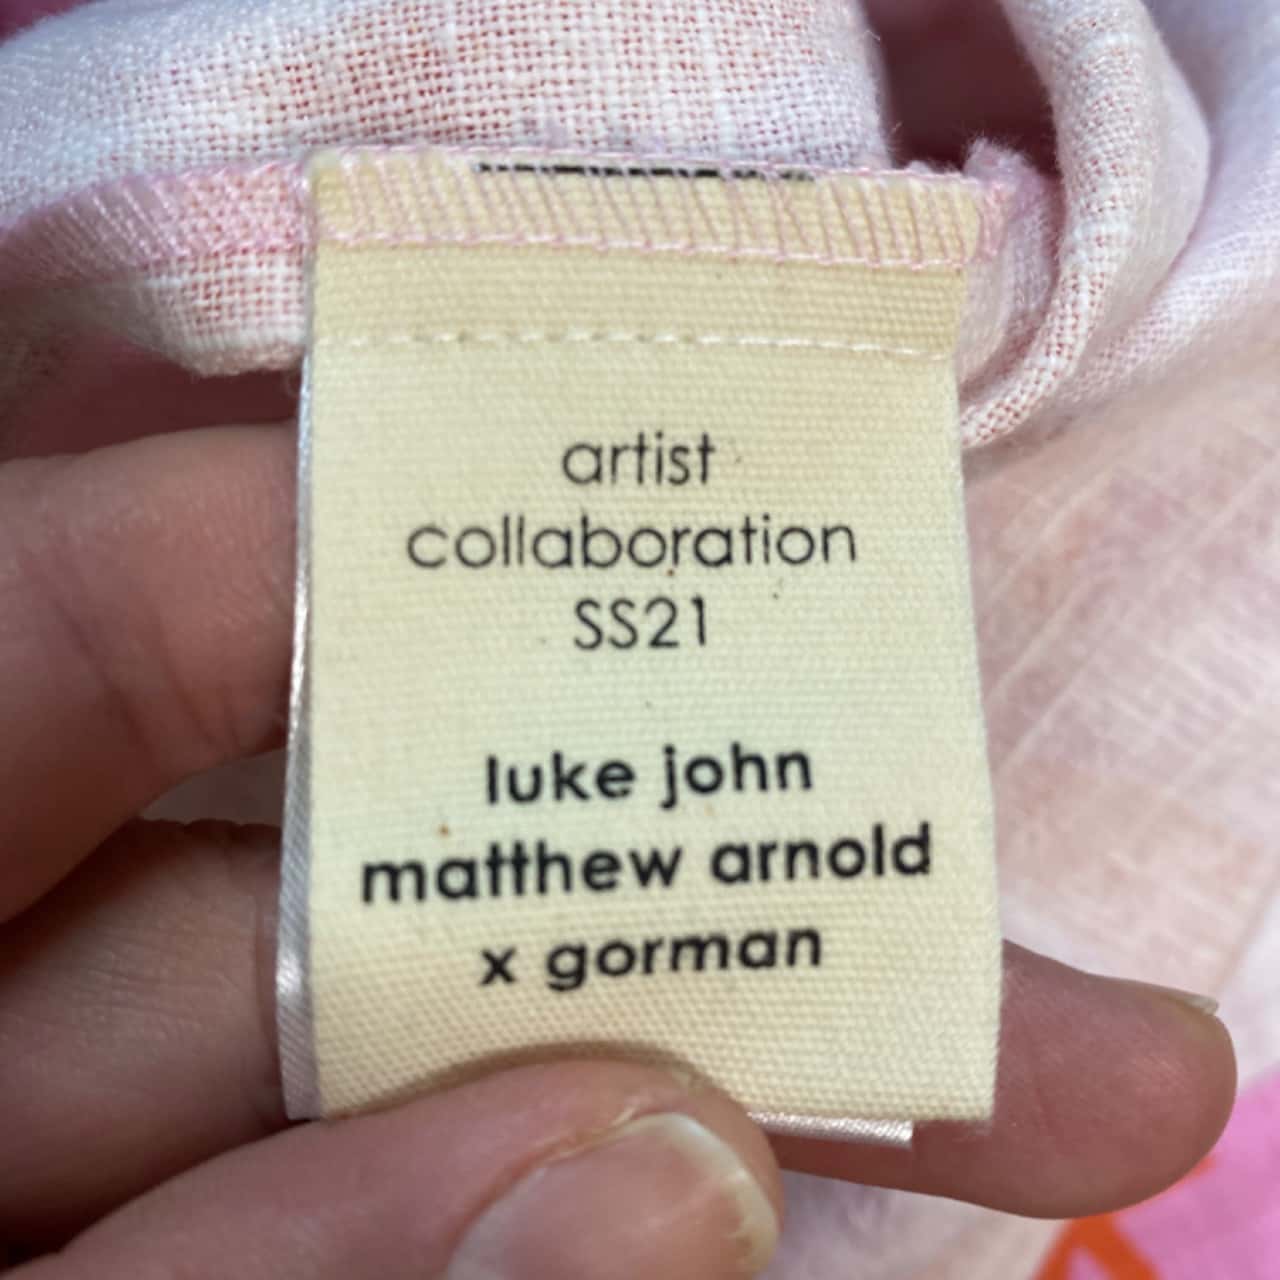 artist
collaboration
SS21
luke john
matthew arnold
x gorman